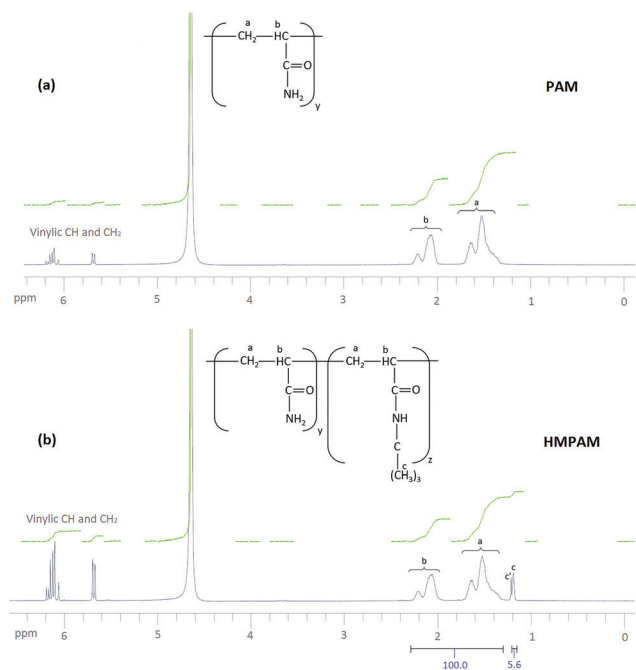 a b
CH₂ HC
(a)
C=O
PAM
NH₂
y
Vinylic CH and CH₂
b
a
ppm 6 5 4 3 2 1 0
a b a b
CH₂ HC CH₂ HC
C=O C=O
(b)
NH₂ NH
HMPAM
y
C
c
(CH₃)₃
z
Vinylic CH and CH₂
b
a
c' c
ppm 6 5 4 3 2 1 0
100.0 5.6